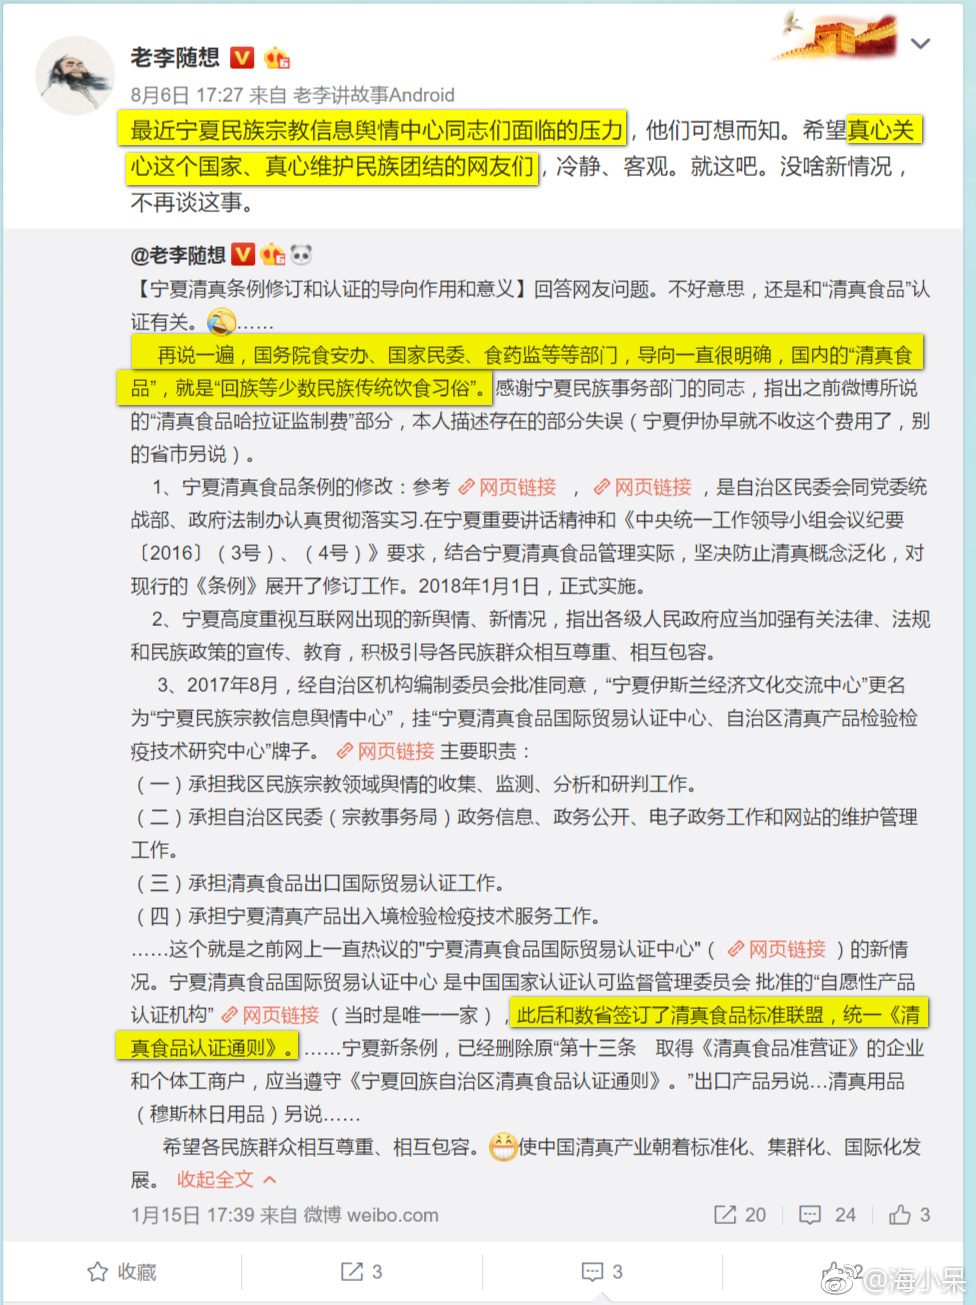 老李随想
8月6日 17:27 来自 老李讲故事Android
最近宁夏民族宗教信息舆情中心同志们面临的压力，他们可想而知。希望真心关
心这个国家、真心维护民族团结的网友们，冷静、客观。就这吧。没啥新情况，
不再谈这事。
@老李随想
【宁夏清真条例修订和认证的导向作用和意义】回答网友问题。不好意思，还是和“清真食品”认
证有关。……
再说一遍，国务院食安办、国家民委、食药监等等部门，导向一直很明确，国内的“清真食
品”，就是“回族等少数民族传统饮食习俗”。感谢宁夏民族事务部门的同志，指出之前微博所说
的“清真食品哈拉证监制费”部分，本人描述存在的部分失误（宁夏伊协早就不收这个费用了，别
的省市另说）。
1、宁夏清真食品条例的修改：参考 网页链接 ， 网页链接 ，是自治区民委会同党委统
战部、政府法制办认真贯彻落实习.在宁夏重要讲话精神和《中央统一工作领导小组会议纪要
〔2016〕（3号）、（4号）》要求，结合宁夏清真食品管理实际，坚决防止清真概念泛化，对
现行的《条例》展开了修订工作。2018年1月1日，正式实施。
2、宁夏高度重视互联网出现的新舆情、新情况，指出各级人民政府应当加强有关法律、法规
和民族政策的宣传、教育，积极引导各民族群众相互尊重、相互包容。
3、2017年8月，经自治区机构编制委员会批准同意，“宁夏伊斯兰经济文化交流中心”更名
为“宁夏民族宗教信息舆情中心”，挂“宁夏清真食品国际贸易认证中心、自治区清真产品检验检
疫技术研究中心”牌子。 网页链接 主要职责：
（一）承担我区民族宗教领域舆情的收集、监测、分析和研判工作。
（二）承担自治区民委（宗教事务局）政务信息、政务公开、电子政务工作和网站的维护管理
工作。
（三）承担清真食品出口国际贸易认证工作。
（四）承担宁夏清真产品出入境检验检疫技术服务工作。
……这个就是之前网上一直热议的"宁夏清真食品国际贸易认证中心"（ 网页链接 ）的新情
况。宁夏清真食品国际贸易认证中心 是中国国家认证认可监督管理委员会 批准的“自愿性产品
认证机构” 网页链接 （当时是唯一一家），此后和数省签订了清真食品标准联盟，统一《清
真食品认证通则》。……宁夏新条例，已经删除原“第十三条 取得《清真食品准营证》的企业
和个体工商户，应当遵守《宁夏回族自治区清真食品认证通则》。”出口产品另说…清真用品
（穆斯林日用品）另说……
希望各民族群众相互尊重、相互包容。使中国清真产业朝着标准化、集群化、国际化发
展。 收起全文
1月15日 17:39 来自 微博 weibo.com
20 24 3
收藏 3 3 2
@海小呆